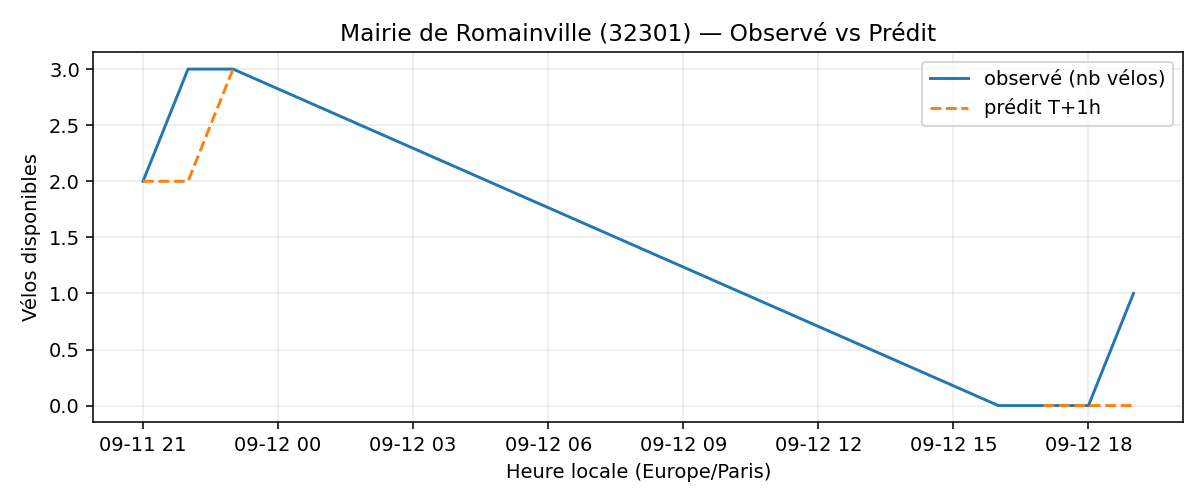 Mairie de Romainville (32301) — Observé vs Prédit
observé (nb vélos)
prédit T+1h
Vélos disponibles
3.0
2.5
2.0
1.5
1.0
0.5
0.0
09-11 21 09-12 00 09-12 03 09-12 06 09-12 09 09-12 12 09-12 15 09-12 18
Heure locale (Europe/Paris)